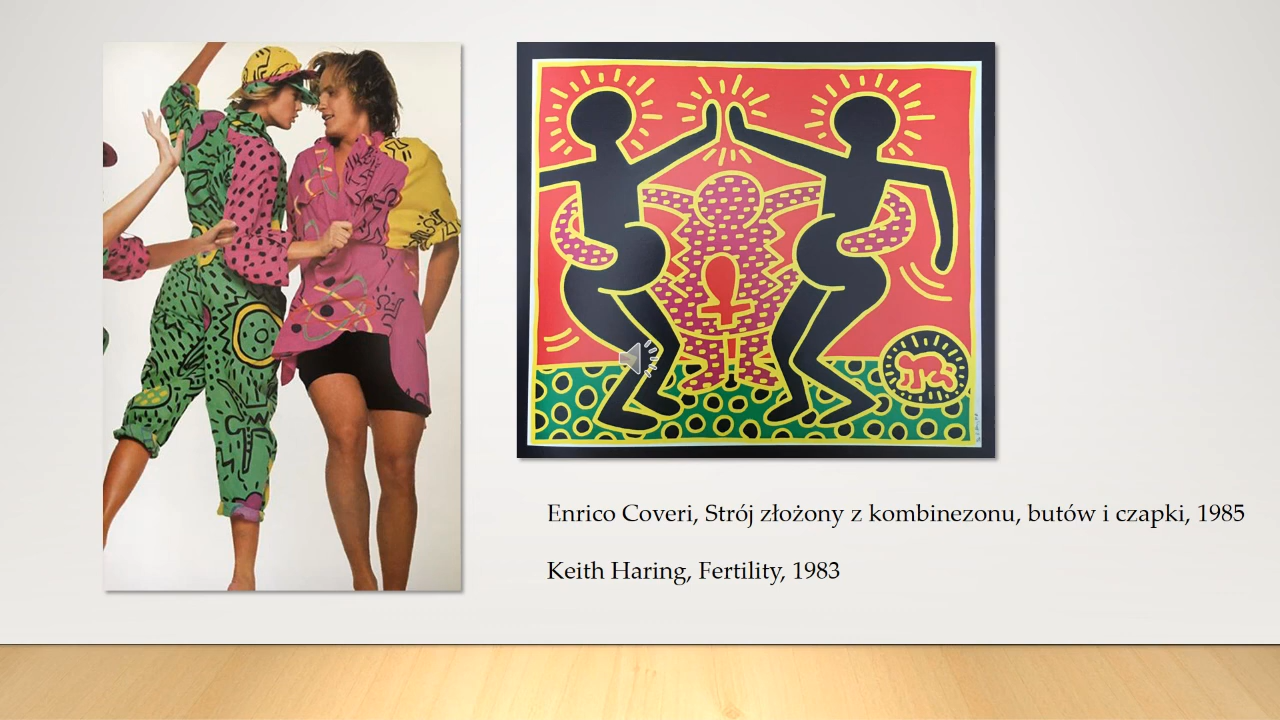 Enrico Coveri, Strój złożony z kombinezonu, butów i czapki, 1985
Keith Haring, Fertility, 1983